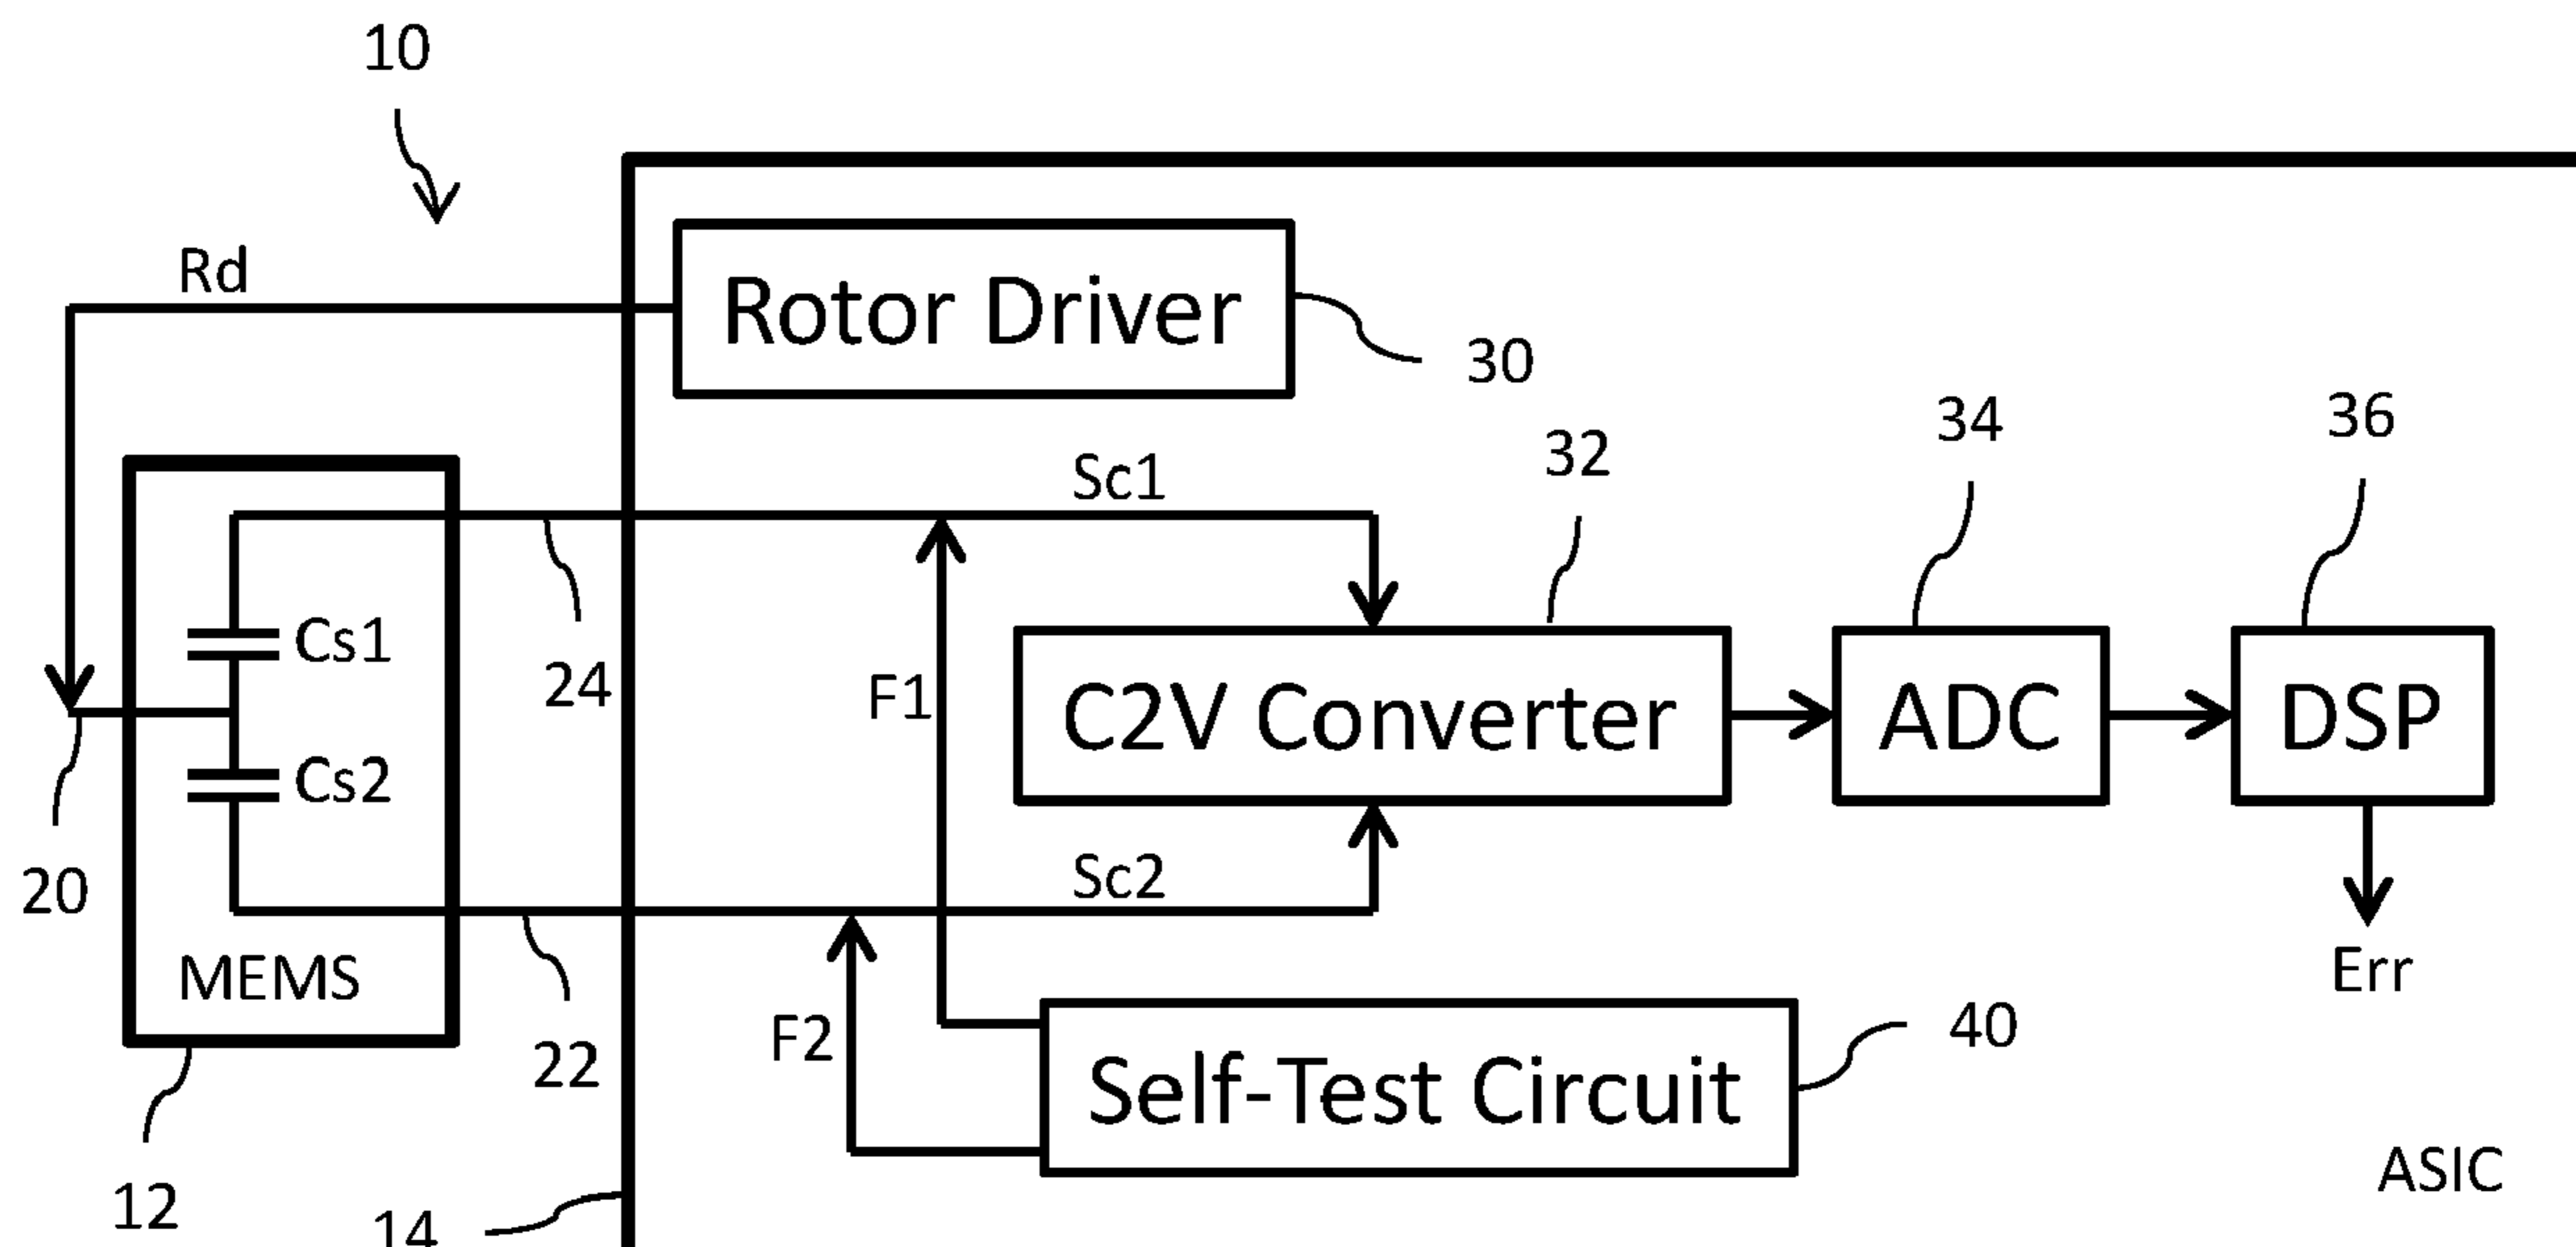 10
Rd
Rotor Driver
30
36
34
32
Sc1
Cs1
24
F1
C2V Converter
ADC
DSP
Cs2
20
Sc2
MEMS
Err
22
F2
40
Self-Test Circuit
12
14
ASIC